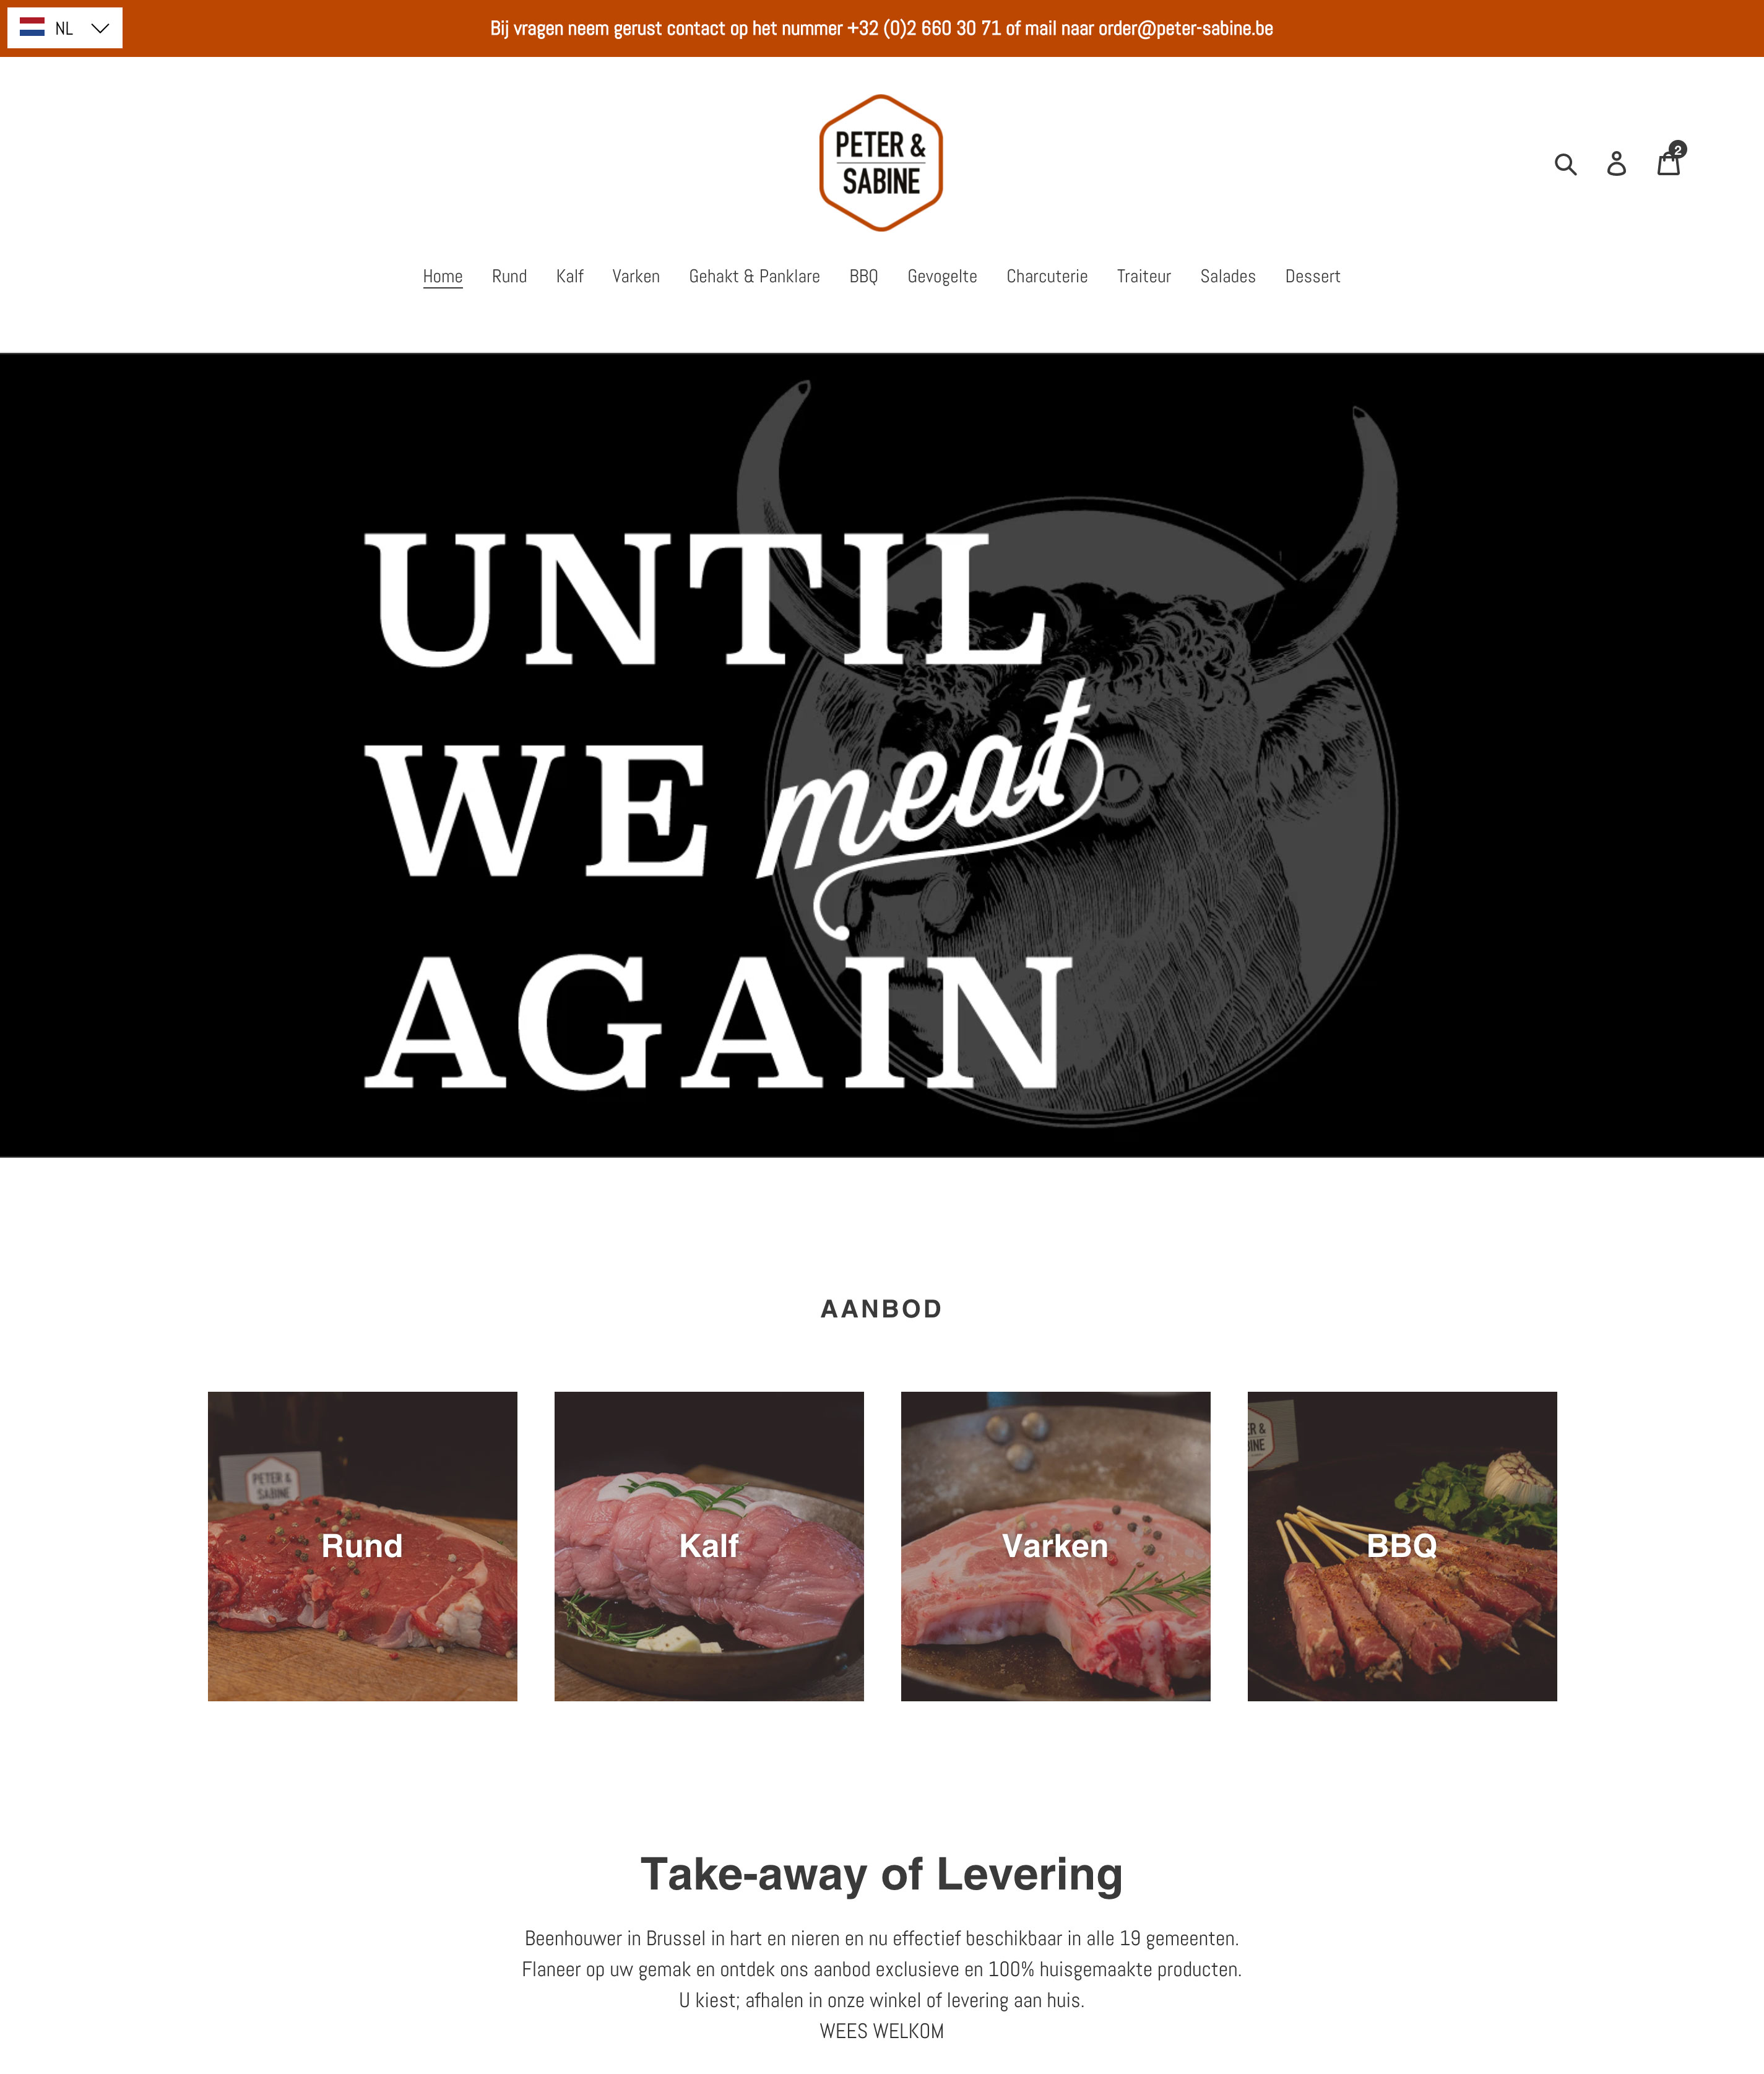 NL
Bij vragen neem gerust contact op het nummer +32 (0)2 660 30 71 of mail naar order@peter-sabine.be
PETER &
SABINE
2
Home Rund Kalf Varken Gehakt & Panklare BBQ Gevogelte Charcuterie Traiteur Salades Dessert
UNTIL
WE meat
AGAIN
AANBOD
PETER &
SABINE
Rund
Kalf
Varken
ER &
BINE
BBQ
Take-away of Levering
Beenhouwer in Brussel in hart en nieren en nu effectief beschikbaar in alle 19 gemeenten.
Flaneer op uw gemak en ontdek ons aanbod exclusieve en 100% huisgemaakte producten.
U kiest; afhalen in onze winkel of levering aan huis.
WEES WELKOM